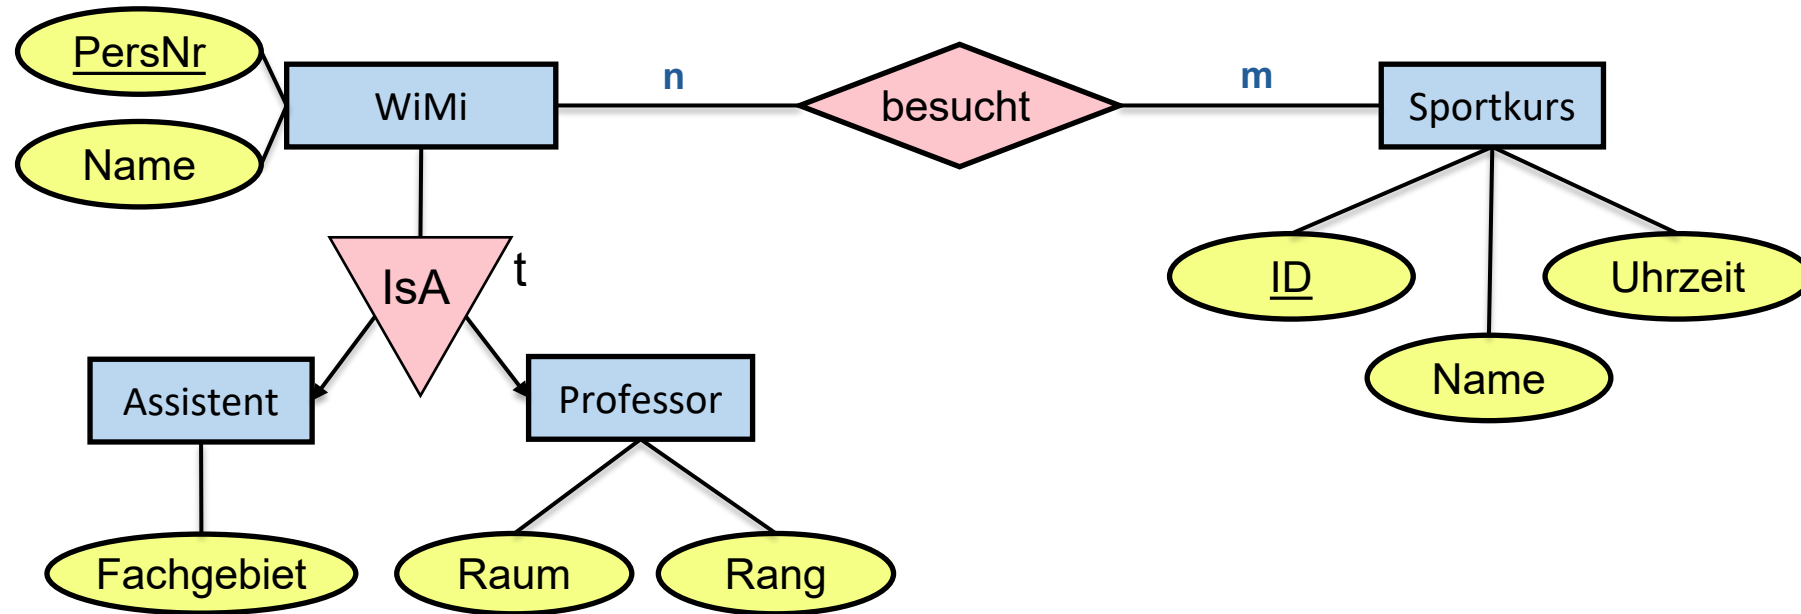 PersNr
WiMi
n
besucht
m
Sportkurs
Name
IsA
t
ID
Uhrzeit
Assistent
Professor
Name
Fachgebiet
Raum
Rang